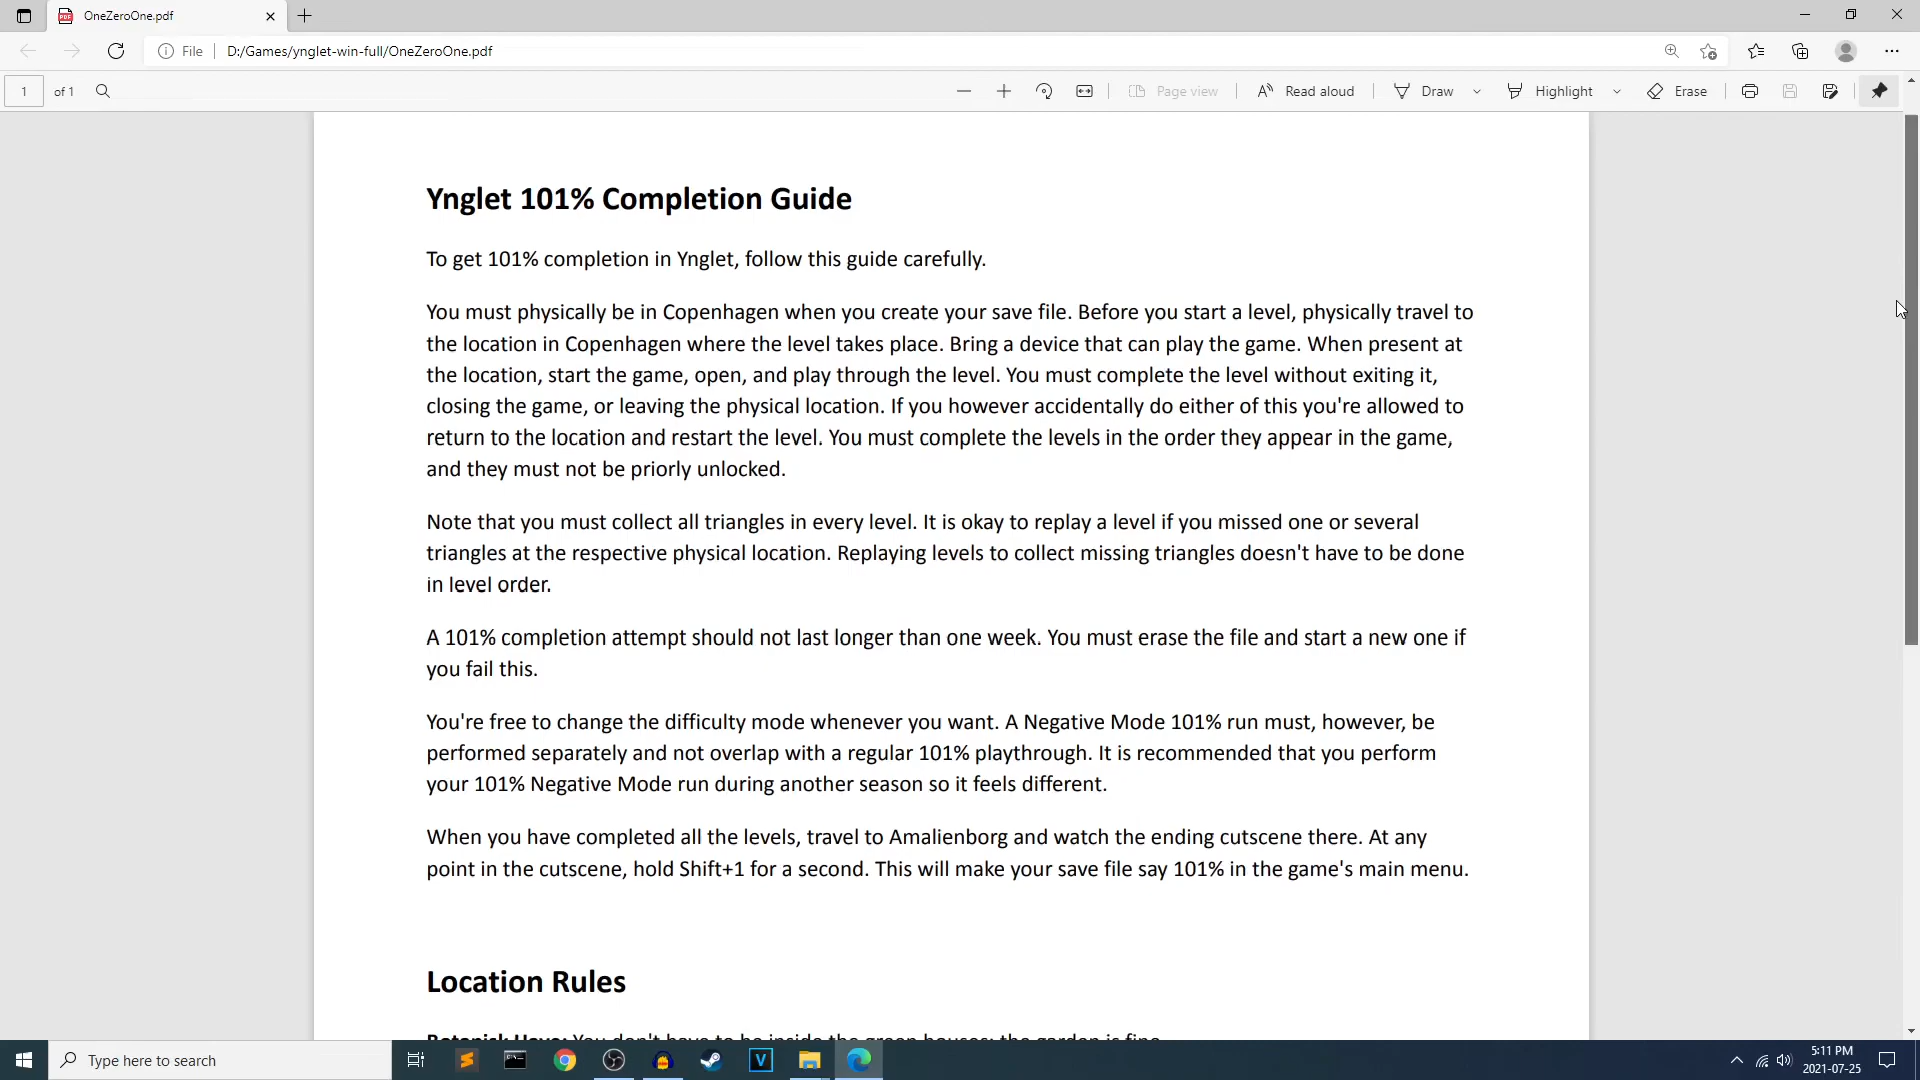 OneZeroOne.pdf
File
D:/Games/ynglet-win-full/OneZeroOne.pdf
1 of 1
Page view
Read aloud
Draw
Highlight
Erase
Ynglet 101% Completion Guide
To get 101% completion in Ynglet, follow this guide carefully.
You must physically be in Copenhagen when you create your save file. Before you start a level, physically travel to
the location in Copenhagen where the level takes place. Bring a device that can play the game. When present at
the location, start the game, open, and play through the level. You must complete the level without exiting it,
closing the game, or leaving the physical location. If you however accidentally do either of this you're allowed to
return to the location and restart the level. You must complete the levels in the order they appear in the game,
and they must not be priorly unlocked.
Note that you must collect all triangles in every level. It is okay to replay a level if you missed one or several
triangles at the respective physical location. Replaying levels to collect missing triangles doesn't have to be done
in level order.
A 101% completion attempt should not last longer than one week. You must erase the file and start a new one if
you fail this.
You're free to change the difficulty mode whenever you want. A Negative Mode 101% run must, however, be
performed separately and not overlap with a regular 101% playthrough. It is recommended that you perform
your 101% Negative Mode run during another season so it feels different.
When you have completed all the levels, travel to Amalienborg and watch the ending cutscene there. At any
point in the cutscene, hold Shift+1 for a second. This will make your save file say 101% in the game's main menu.
Location Rules
Botanisk Have: You don't have to be inside the green houses; the garden is fine.
Type here to search
5:11 PM
2021-07-25